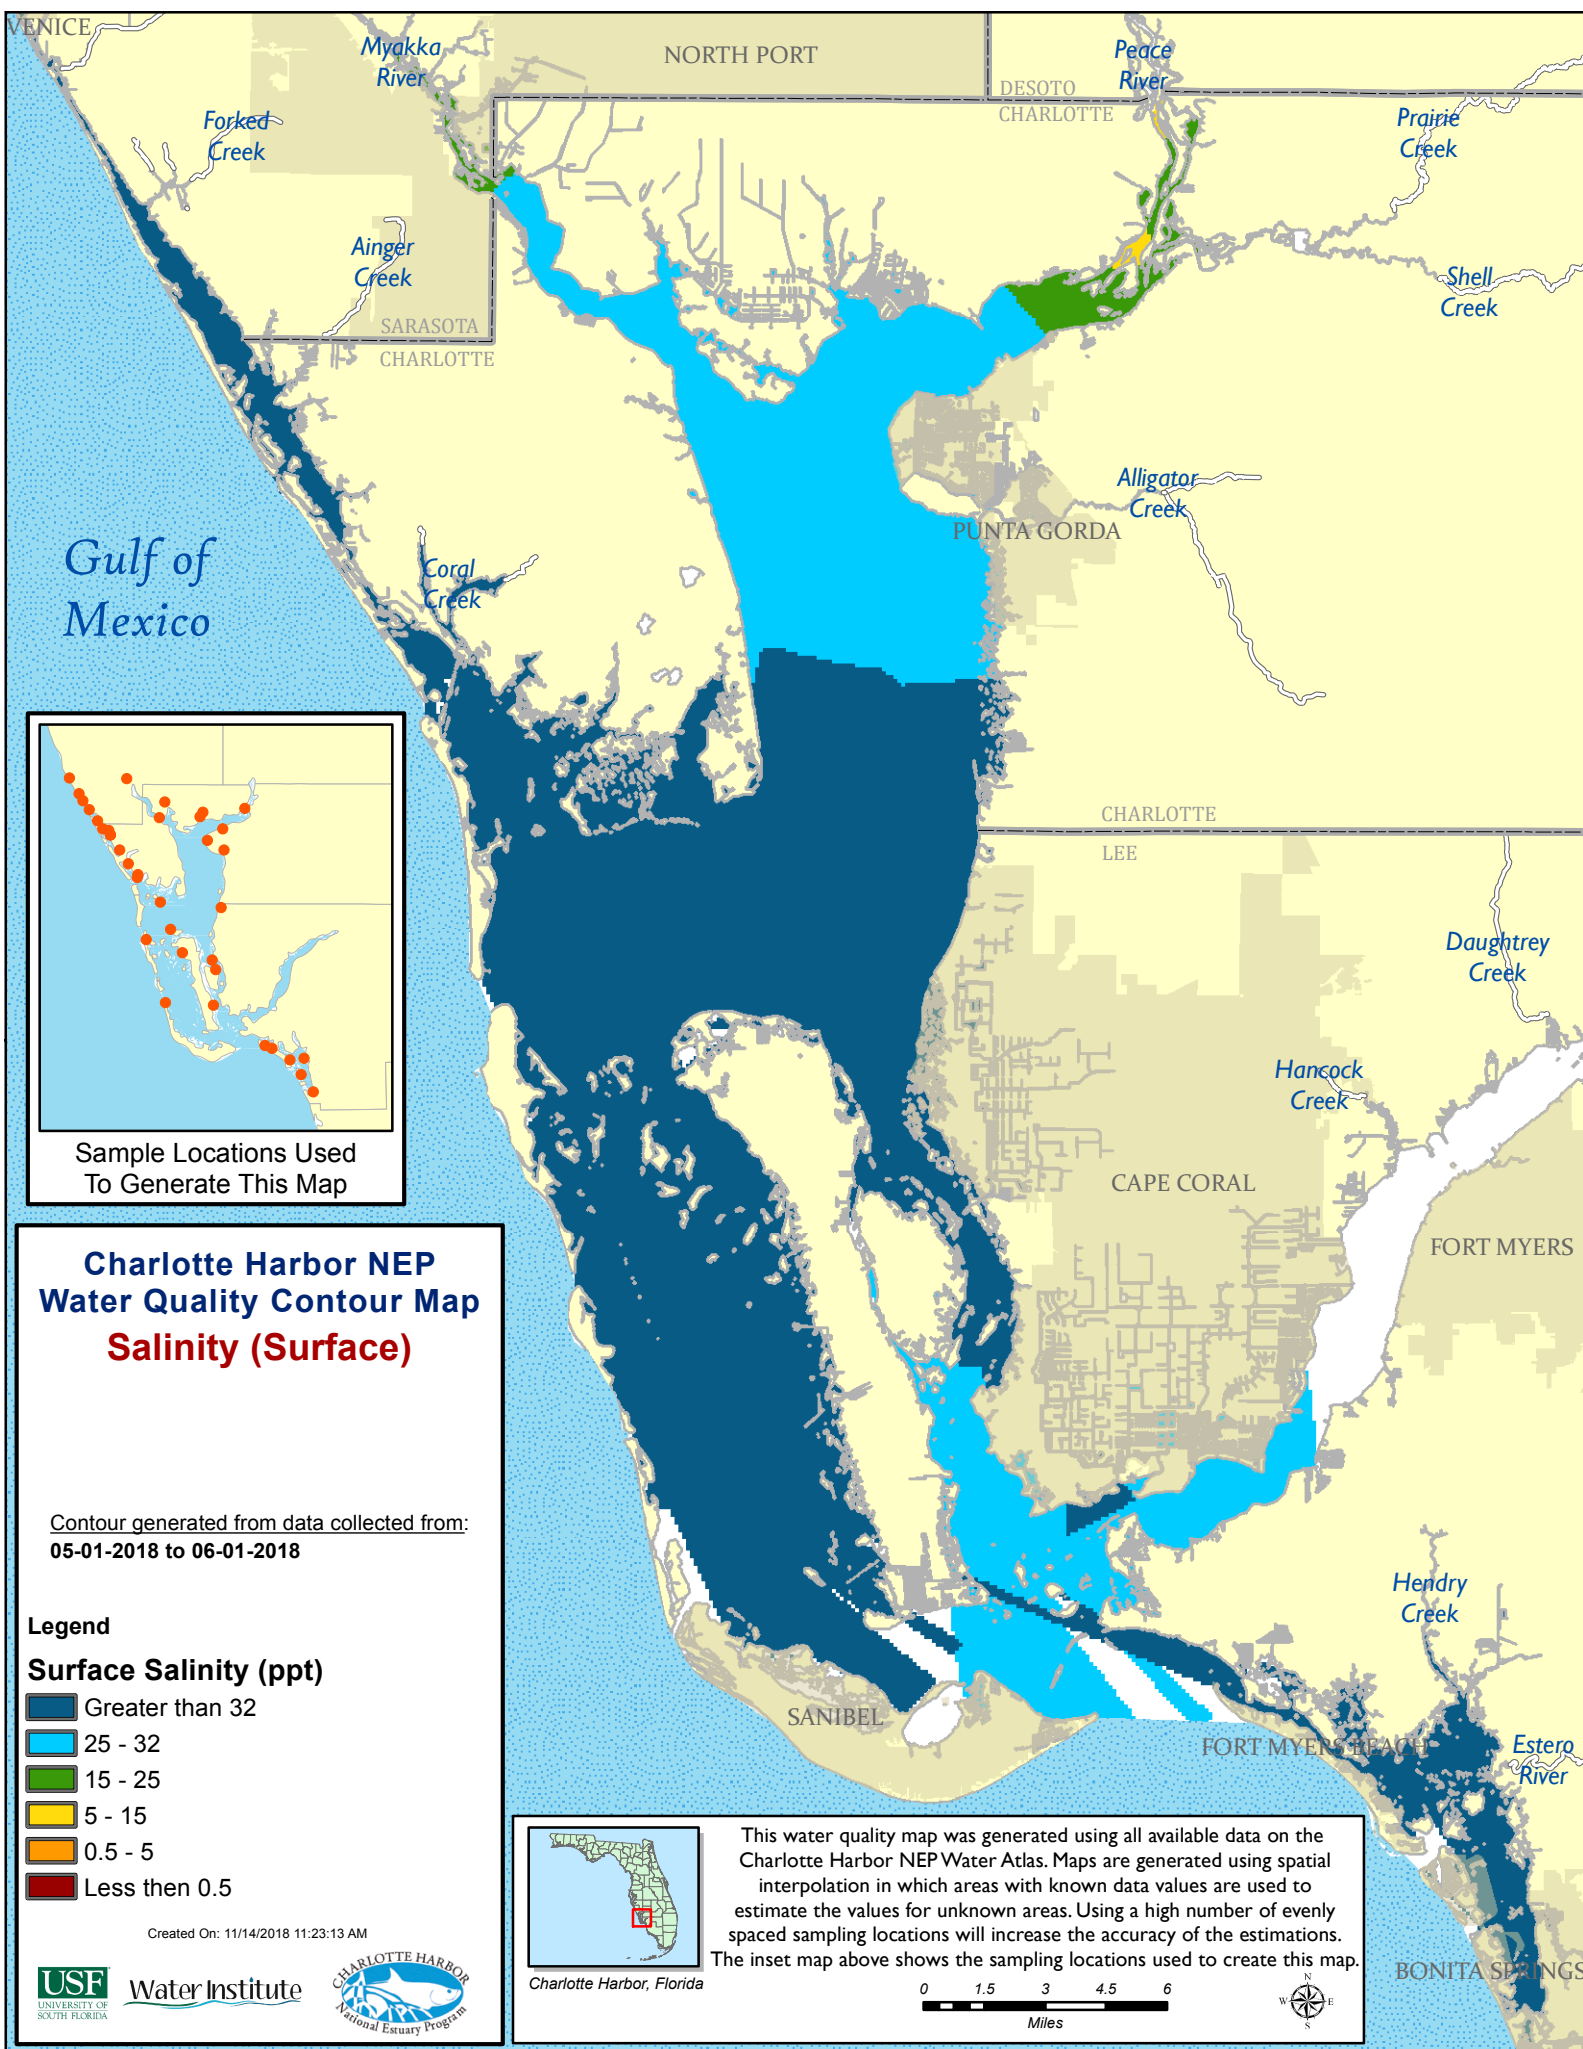 VENICE
Myakka
River
NORTH PORT
Peace
River
DESOTO
CHARLOTTE
Forked
Creek
Prairie
Creek
Ainger
Creek
Shell
Creek
SARASOTA
CHARLOTTE
Alligator
Creek
PUNTA GORDA
Gulf of
Mexico
Coral
Creek
CHARLOTTE
LEE
Daughtrey
Creek
Hancock
Creek
CAPE CORAL
FORT MYERS
Sample Locations Used
To Generate This Map
Charlotte Harbor NEP
Water Quality Contour Map
Salinity (Surface)
Contour generated from data collected from:
05-01-2018 to 06-01-2018
Hendry
Creek
SANIBEL
FORT MYERS BEACH
Estero
River
BONITA SPRINGS
Legend
Surface Salinity (ppt)
Greater than 32
25 - 32
15 - 25
5 - 15
0.5 - 5
Less then 0.5
Created On: 11/14/2018 11:23:13 AM
USF
UNIVERSITY OF
SOUTH FLORIDA
Water Institute
CHARLOTTE HARBOR
National Estuary Program
Charlotte Harbor, Florida
This water quality map was generated using all available data on the
Charlotte Harbor NEP Water Atlas. Maps are generated using spatial
interpolation in which areas with known data values are used to
estimate the values for unknown areas. Using a high number of evenly
spaced sampling locations will increase the accuracy of the estimations.
The inset map above shows the sampling locations used to create this map.
0 1.5 3 4.5 6
Miles
N
W E
S